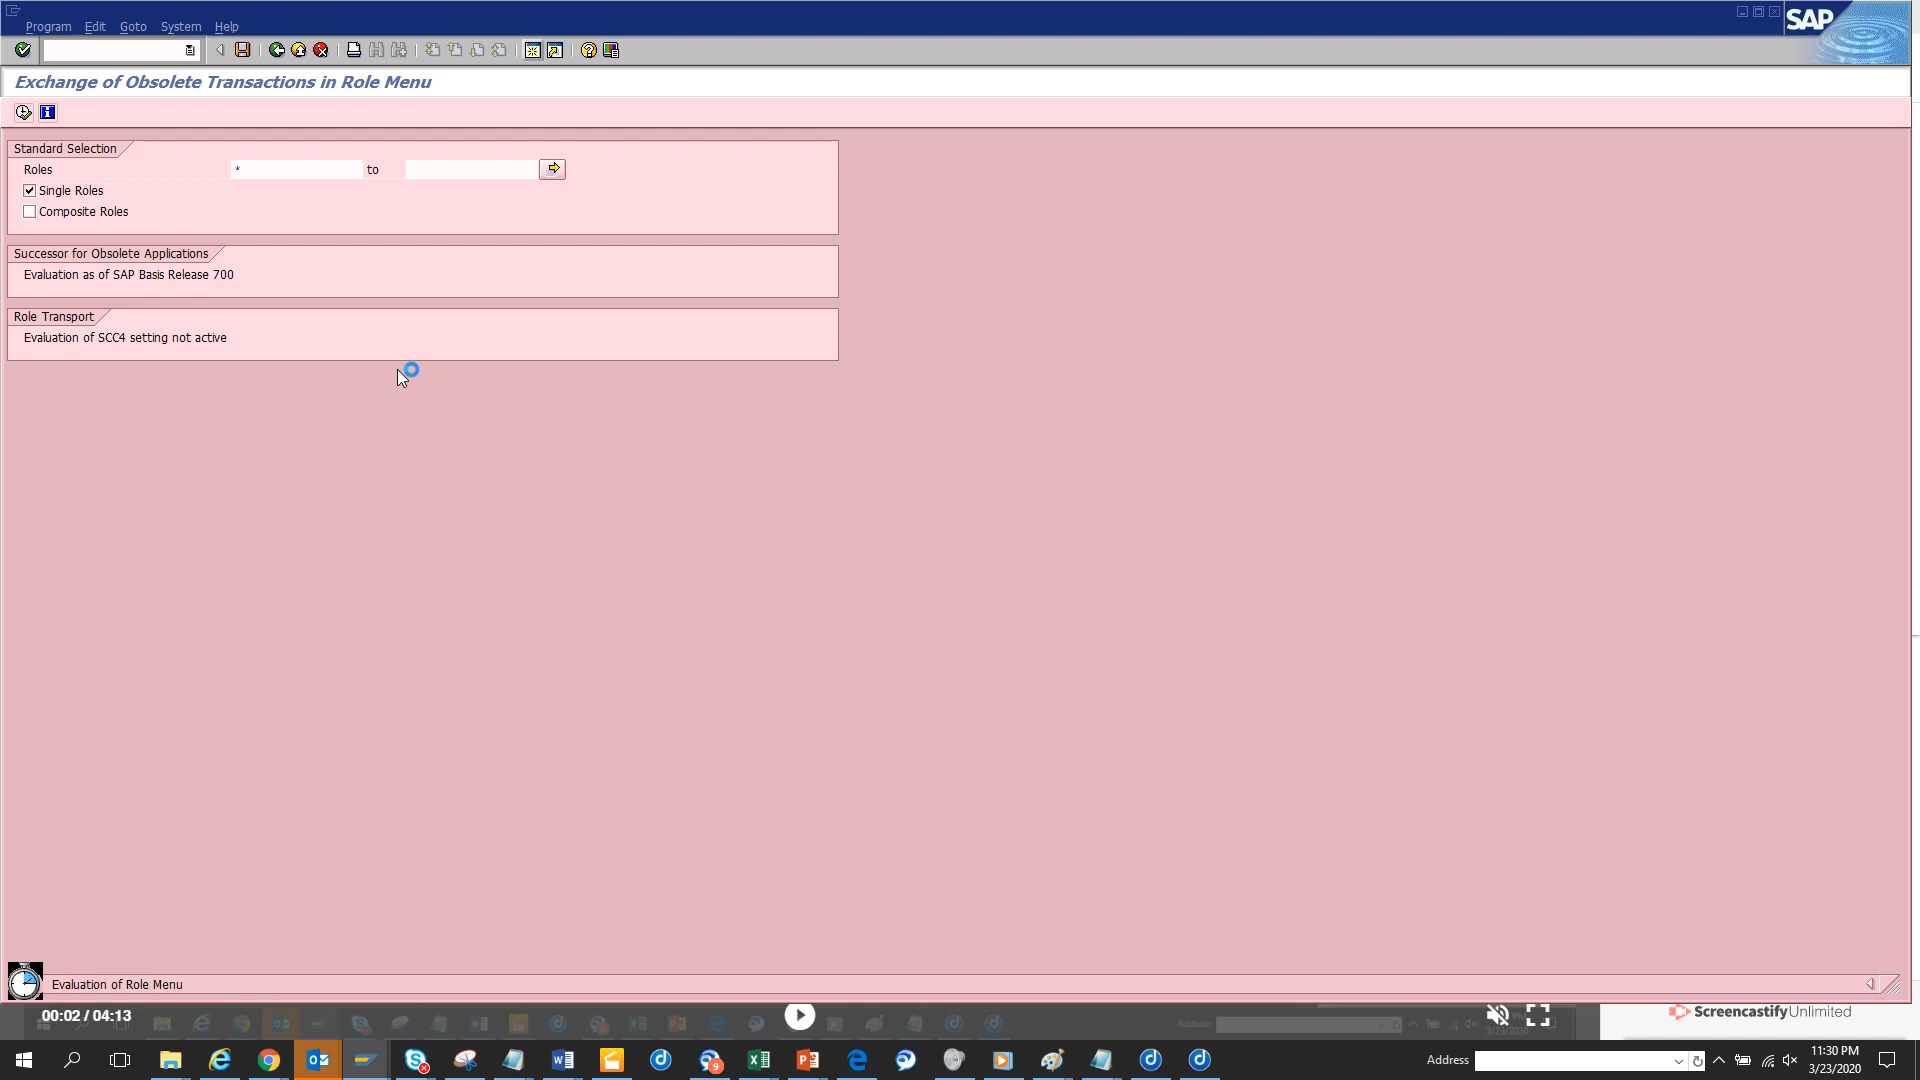 Program Edit Goto System Help
SAP
Exchange of Obsolete Transactions in Role Menu
Standard Selection
Roles * to
Single Roles
Composite Roles
Successor for Obsolete Applications
Evaluation as of SAP Basis Release 700
Role Transport
Evaluation of SCC4 setting not active
Evaluation of Role Menu
00:02 / 04:13
Address
Screencastify Unlimited
9
Address
11:30 PM
3/23/2020